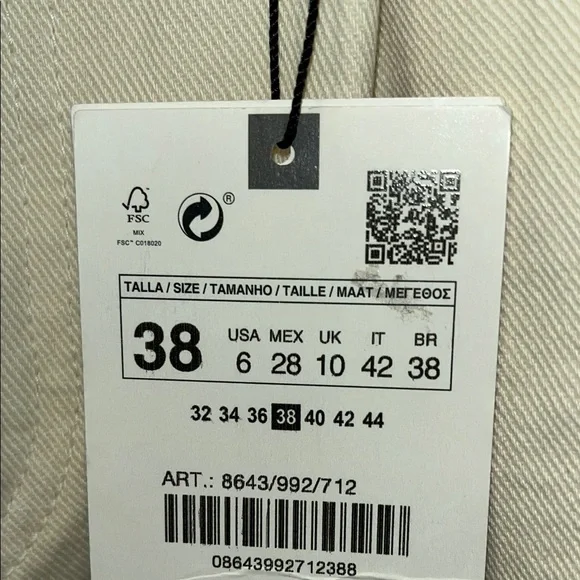 ®
FSC
MIX
FSC™ C018020
TALLA / SIZE / TAMANHO / TAILLE / MAAT / ΜΕΓΕΘΟΣ
38 USA MEX UK IT BR
6 28 10 42 38
32 34 36 38 40 42 44
ART.: 8643/992/712
08643992712388